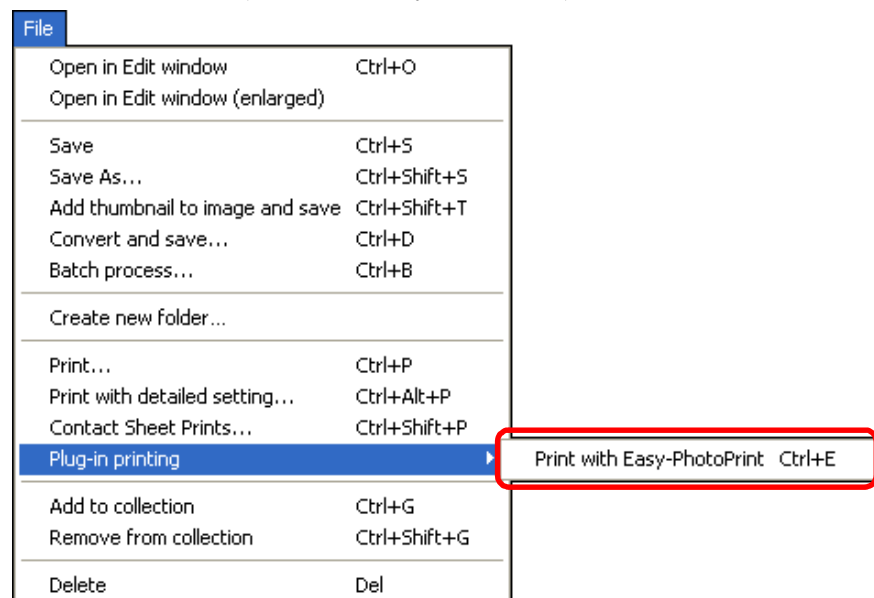 File
Open in Edit window Ctrl+O
Open in Edit window (enlarged)
Save Ctrl+S
Save As... Ctrl+Shift+S
Add thumbnail to image and save Ctrl+Shift+T
Convert and save... Ctrl+D
Batch process... Ctrl+B
Create new folder...
Print... Ctrl+P
Print with detailed setting... Ctrl+Alt+P
Contact Sheet Prints... Ctrl+Shift+P
Plug-in printing Print with Easy-PhotoPrint Ctrl+E
Add to collection Ctrl+G
Remove from collection Ctrl+Shift+G
Delete Del